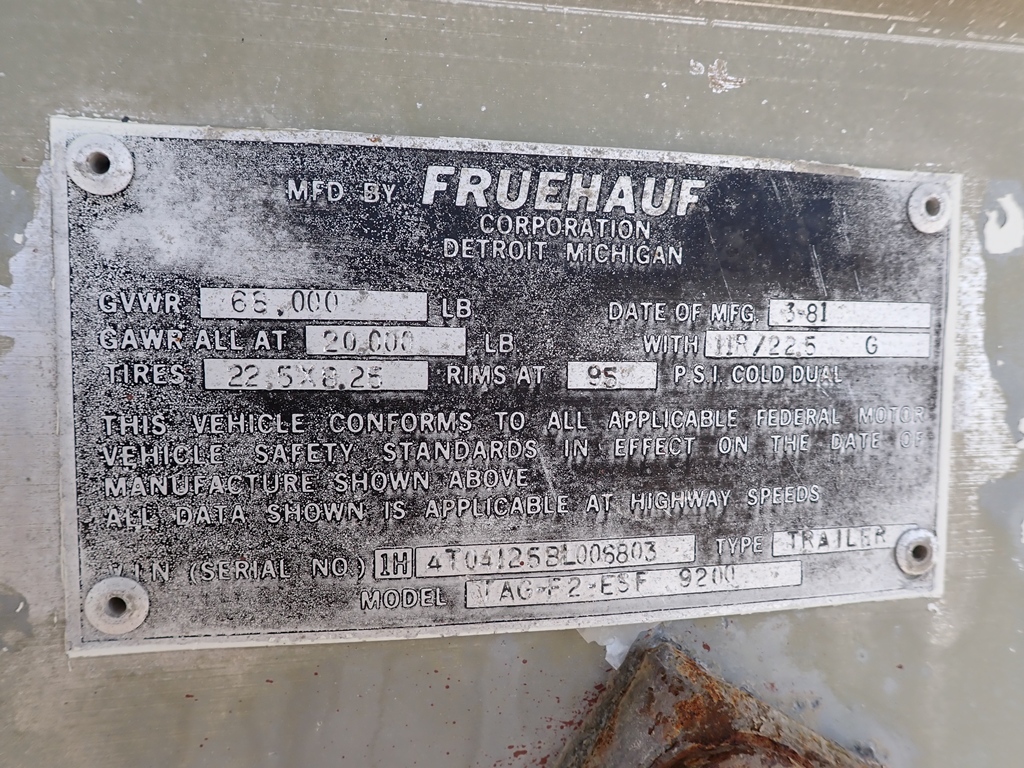 MFD BY FRUEHAUF
CORPORATION
DETROIT MICHIGAN
GVWR 68,000 LB DATE OF MFG. 3-81
GAWR ALL AT 20,000 LB WITH 11R/22.5 G
TIRES 22.5X8.25 RIMS AT 95 P.S.I. COLD DUAL
THIS VEHICLE CONFORMS TO ALL APPLICABLE FEDERAL MOTOR
VEHICLE SAFETY STANDARDS IN EFFECT ON THE DATE OF
MANUFACTURE SHOWN ABOVE
ALL DATA SHOWN IS APPLICABLE AT HIGHWAY SPEEDS
V.I.N (SERIAL NO.) 1H 4T04126BL006803 TYPE TRAILER
MODEL 9200